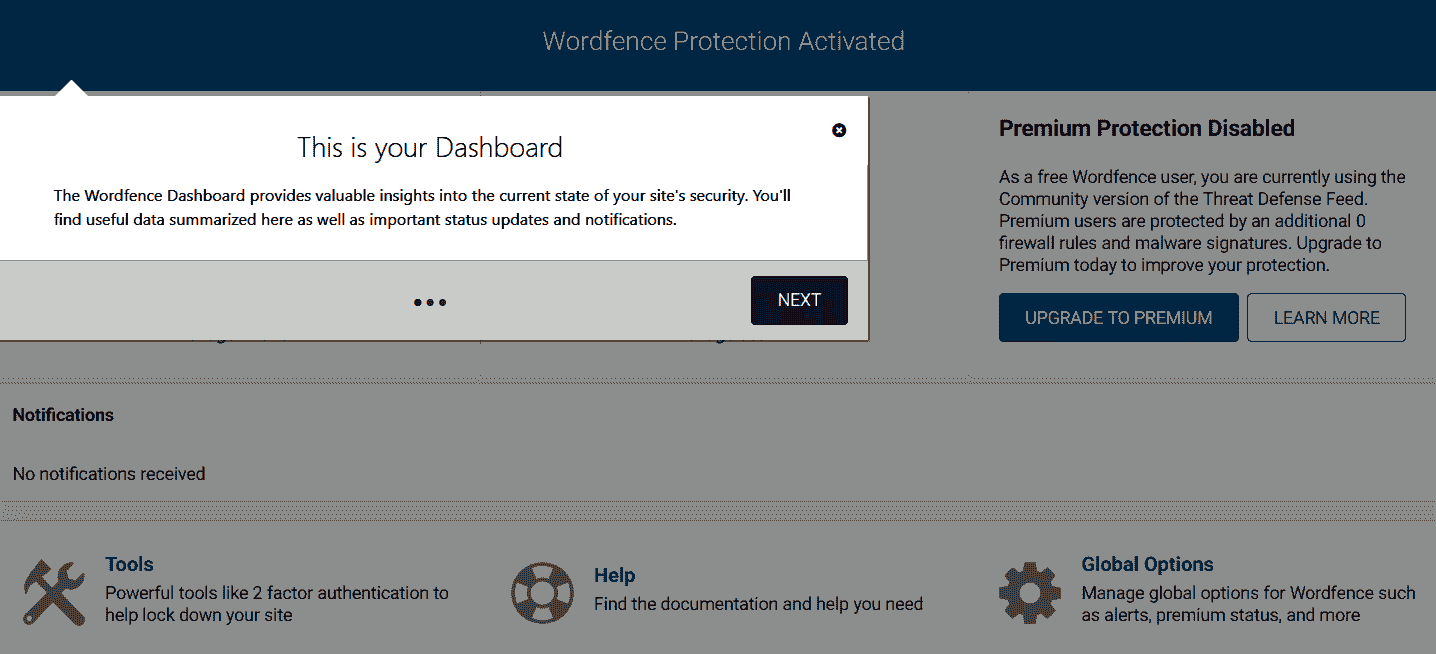 Wordfence Protection Activated
This is your Dashboard
The Wordfence Dashboard provides valuable insights into the current state of your site's security. You'll
find useful data summarized here as well as important status updates and notifications.
NEXT
Premium Protection Disabled
As a free Wordfence user, you are currently using the
Community version of the Threat Defense Feed.
Premium users are protected by an additional 0
firewall rules and malware signatures. Upgrade to
Premium today to improve your protection.
UPGRADE TO PREMIUM
LEARN MORE
Notifications
No notifications received
Tools
Powerful tools like 2 factor authentication to
help lock down your site
Help
Find the documentation and help you need
Global Options
Manage global options for Wordfence such
as alerts, premium status, and more